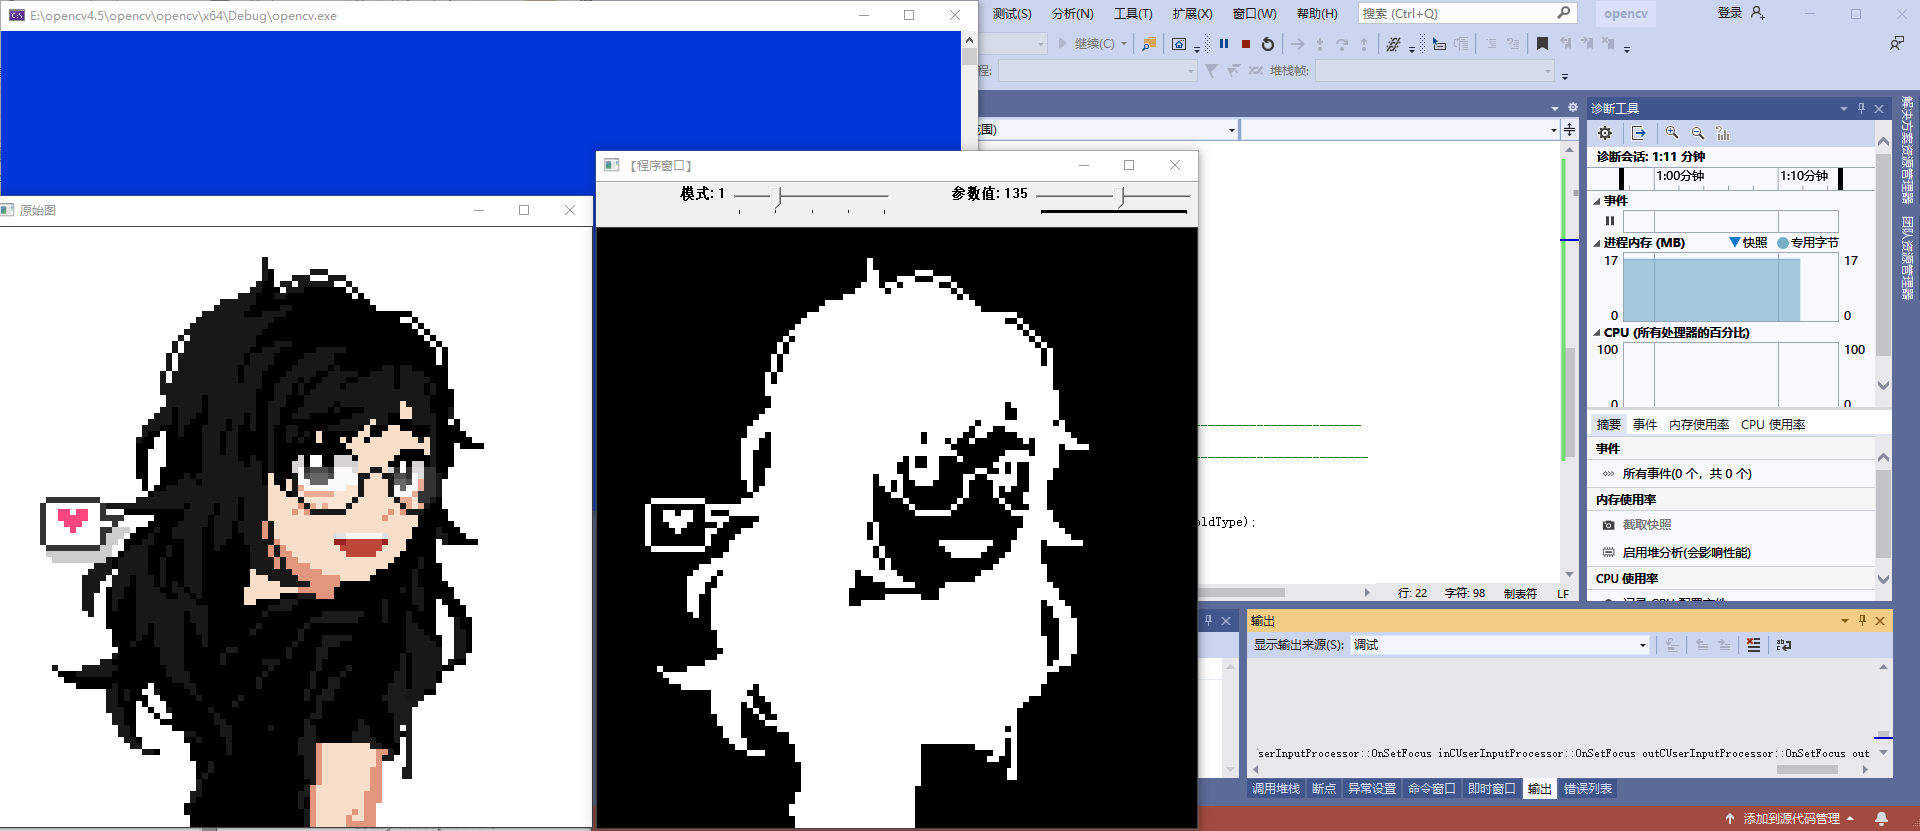 E:\opencv4.5\opencv\opencv\x64\Debug\opencv.exe
测试(S) 分析(N) 工具(T) 扩展(X) 窗口(W) 帮助(H) 搜索 (Ctrl+Q) opencv 登录
继续(C)
程: 堆栈帧:
【程序窗口】
模式: 1 参数值: 135
原始图
诊断工具
诊断会话: 1:11 分钟
1:00分钟 1:10分钟
事件
进程内存 (MB) 快照 专用字节
17 17
0 0
CPU (所有处理器的百分比)
100 100
0 0
摘要 事件 内存使用率 CPU 使用率
事件
所有事件(0 个，共 0 个)
内存使用率
截取快照
启用堆分析(会影响性能)
CPU 使用率
解决方案资源管理器
团队资源管理器
oldType);
行: 22 字符: 98 制表符 LF
输出
显示输出来源(S): 调试
serInputProcessor::OnSetFocus inCUserInputProcessor::OnSetFocus outCUserInputProcessor::OnSetFocus out
调用堆栈 断点 异常设置 命令窗口 即时窗口 输出 错误列表
添加到源代码管理